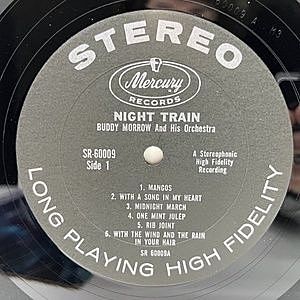 STEREO
Mercury
RECORDS
NIGHT TRAIN
BUDDY MORROW And His Orchestra
SR-60009
Side 1
A Stereophonic
High Fidelity
Recording
1. MANGOS
2. WITH A SONG IN MY HEART
3. MIDNIGHT MARCH
4. ONE MINT JULEP
5. RIB JOINT
6. WITH THE WIND AND THE RAIN
IN YOUR HAIR
SR 60009A
LONG PLAYING HIGH FIDELITY